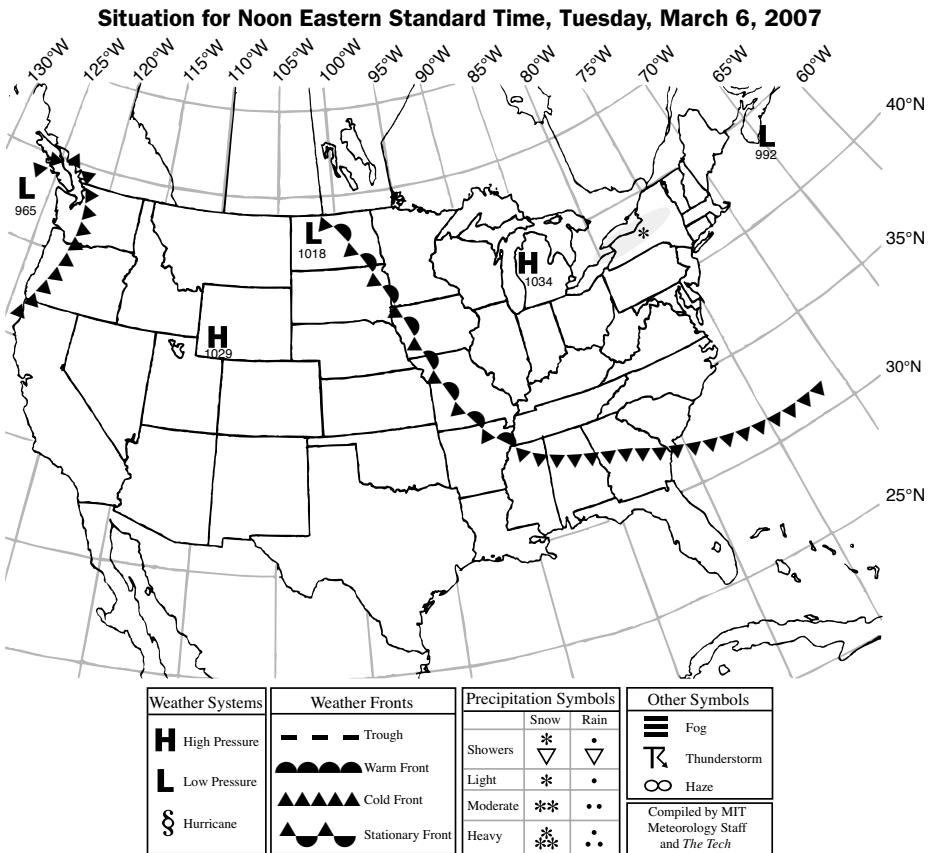 Situation for Noon Eastern Standard Time, Tuesday, March 6, 2007
130°W 125°W 120°W 115°W 110°W 105°W 100°W 95°W 90°W 85°W 80°W 75°W 70°W 65°W 60°W
40°N
35°N
30°N
25°N
L
992
L
965
L
1018
H
1034
H
1029
*
Weather Systems
H High Pressure
L Low Pressure
§ Hurricane
Weather Fronts
Trough
Warm Front
Cold Front
Stationary Front
Precipitation Symbols
Snow Rain
Showers
Light
Moderate
Heavy
Other Symbols
Fog
Thunderstorm
Haze
Compiled by MIT
Meteorology Staff
and The Tech